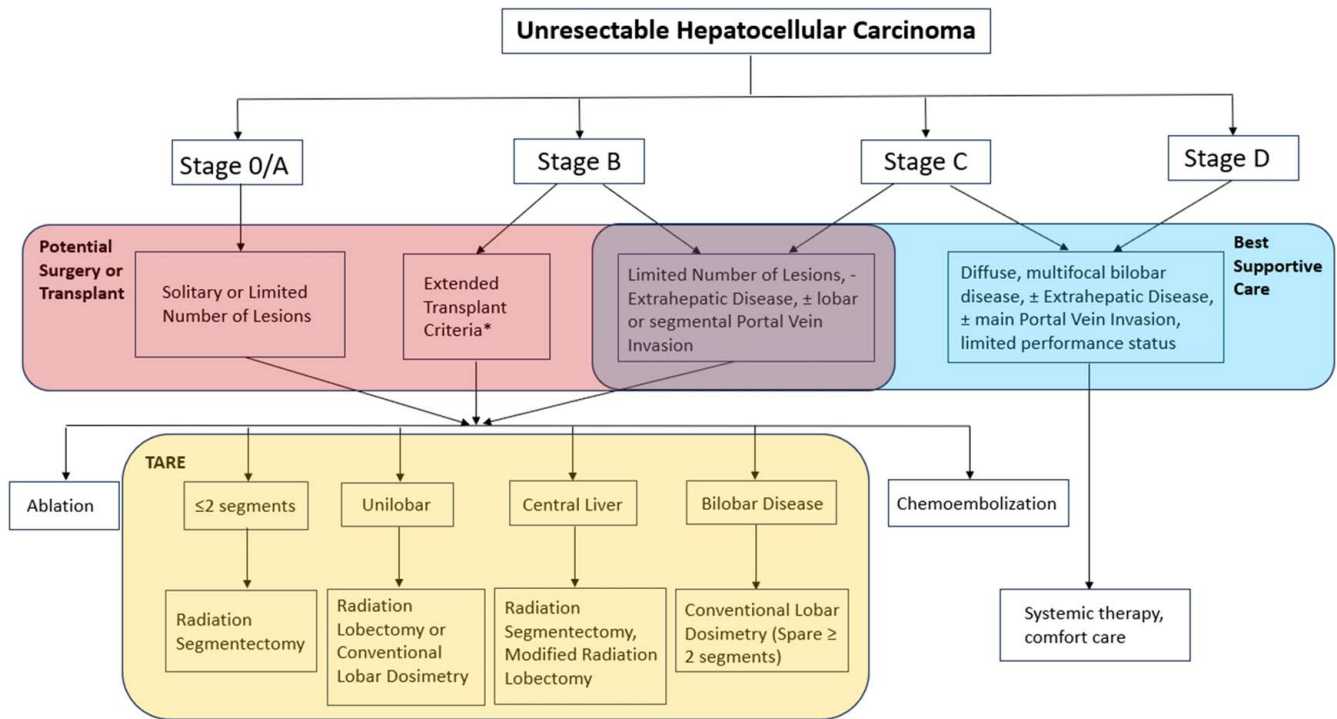 Unresectable Hepatocellular Carcinoma
Stage 0/A
Stage B
Stage C
Stage D
Potential
Surgery or
Transplant
Solitary or Limited
Number of Lesions
Extended
Transplant
Criteria*
Limited Number of Lesions, -
Extrahepatic Disease, ± lobar
or segmental Portal Vein
Invasion
Diffuse, multifocal bilobar
disease, ± Extrahepatic Disease,
± main Portal Vein Invasion,
limited performance status
Best
Supportive
Care
Ablation
TARE
≤2 segments
Unilobar
Central Liver
Bilobar Disease
Chemoembolization
Radiation
Segmentectomy
Radiation
Lobectomy or
Conventional
Lobar Dosimetry
Radiation
Segmentectomy,
Modified Radiation
Lobectomy
Conventional Lobar
Dosimetry (Spare ≥
2 segments)
Systemic therapy,
comfort care